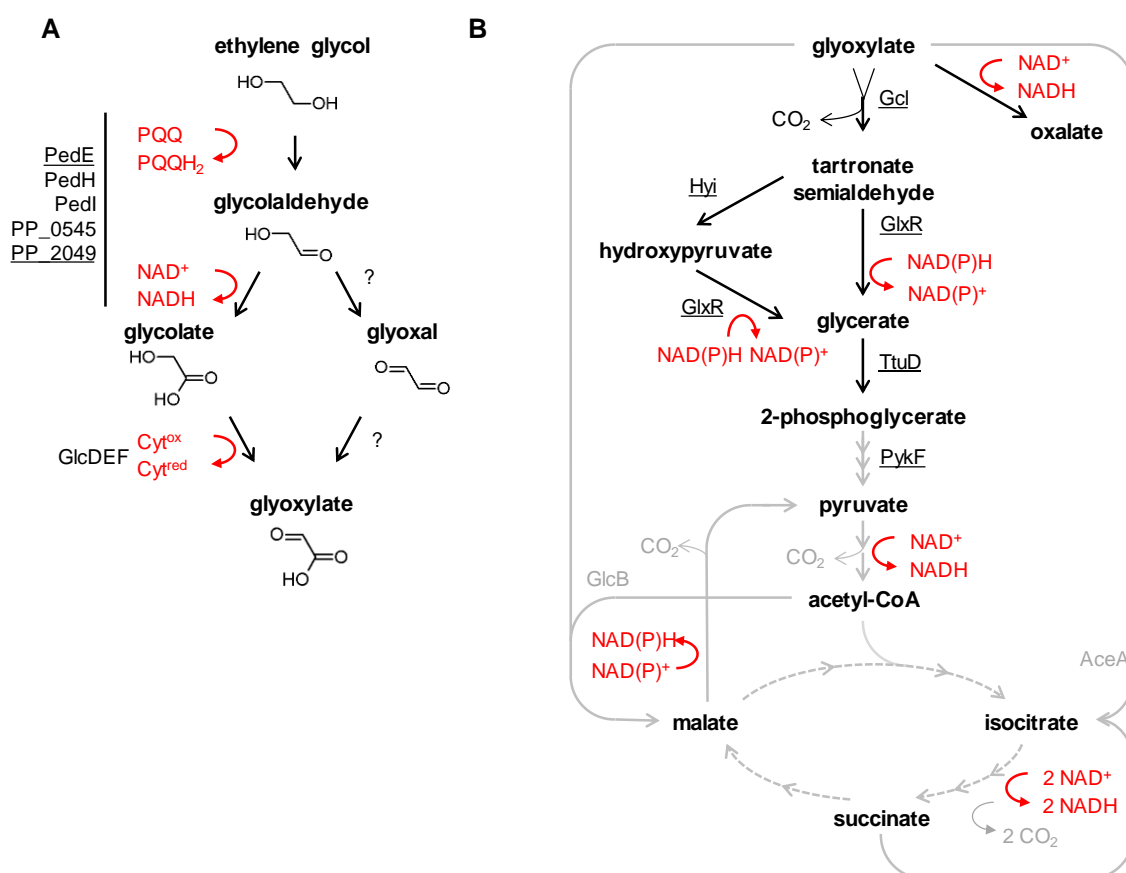 A
ethylene glycol
HO
OH
PQQ
PQQH2
PedE
PedH
PedI
PP_0545
PP_2049
glycolaldehyde
HO
O
NAD+
NADH
?
glycolate
glyoxal
HO
O
HO
O
O
GlcDEF
Cytox
Cytred
?
glyoxylate
O
O
HO
B
glyoxylate
NAD+
NADH
Gcl
CO2
oxalate
tartronate
semialdehyde
Hyi
GlxR
hydroxypyruvate
NAD(P)H
NAD(P)+
GlxR
glycerate
NAD(P)H NAD(P)+
TtuD
2-phosphoglycerate
PykF
pyruvate
CO2
CO2
NAD+
NADH
GlcB
acetyl-CoA
NAD(P)H
NAD(P)+
AceA
malate
isocitrate
2 NAD+
2 NADH
succinate
2 CO2